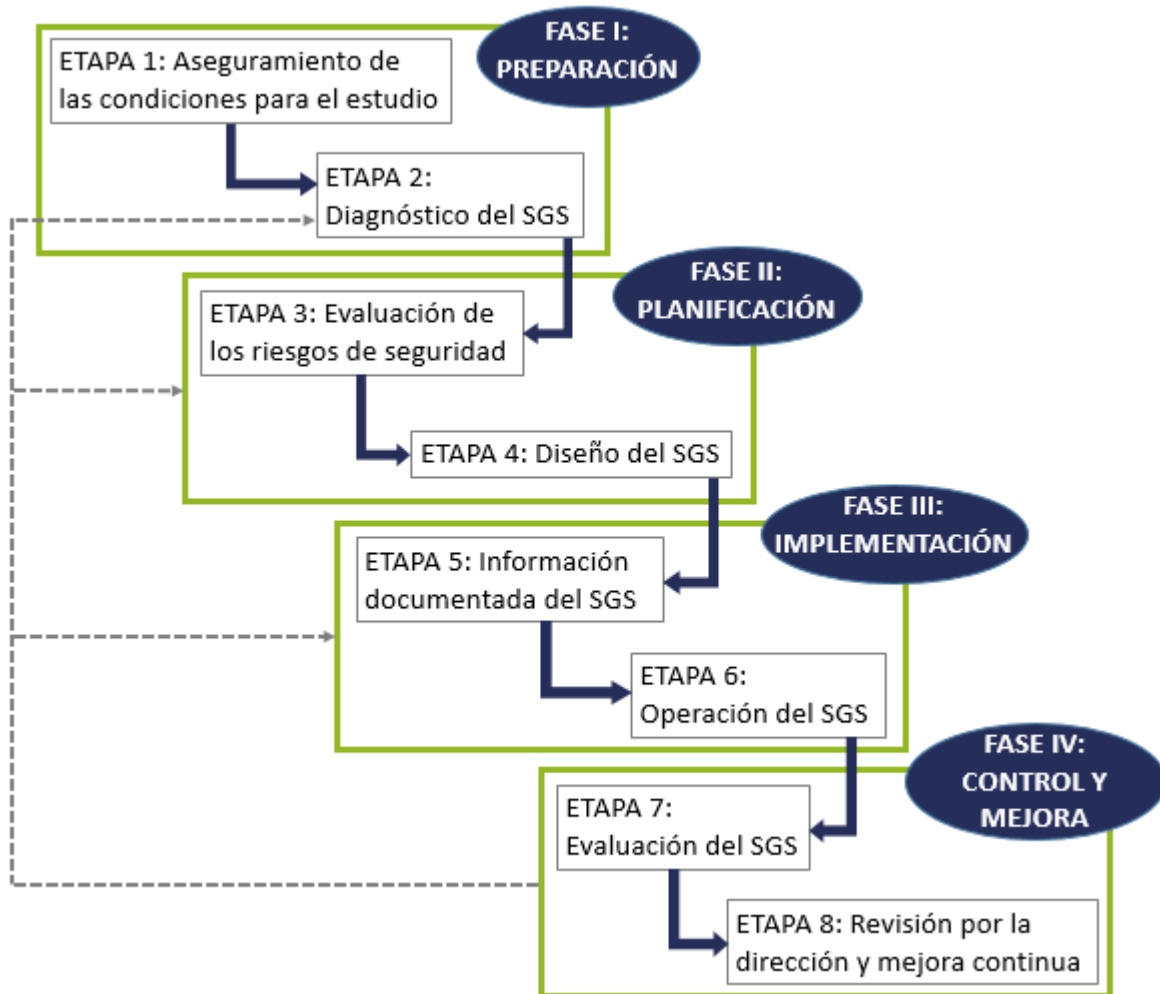 FASE I:
PREPARACIÓN
ETAPA 1: Aseguramiento de
las condiciones para el estudio
ETAPA 2:
Diagnóstico del SGS
FASE II:
PLANIFICACIÓN
ETAPA 3: Evaluación de
los riesgos de seguridad
ETAPA 4: Diseño del SGS
FASE III:
IMPLEMENTACIÓN
ETAPA 5: Información
documentada del SGS
ETAPA 6:
Operación del SGS
FASE IV:
CONTROL Y
MEJORA
ETAPA 7:
Evaluación del SGS
ETAPA 8: Revisión por la
dirección y mejora continua